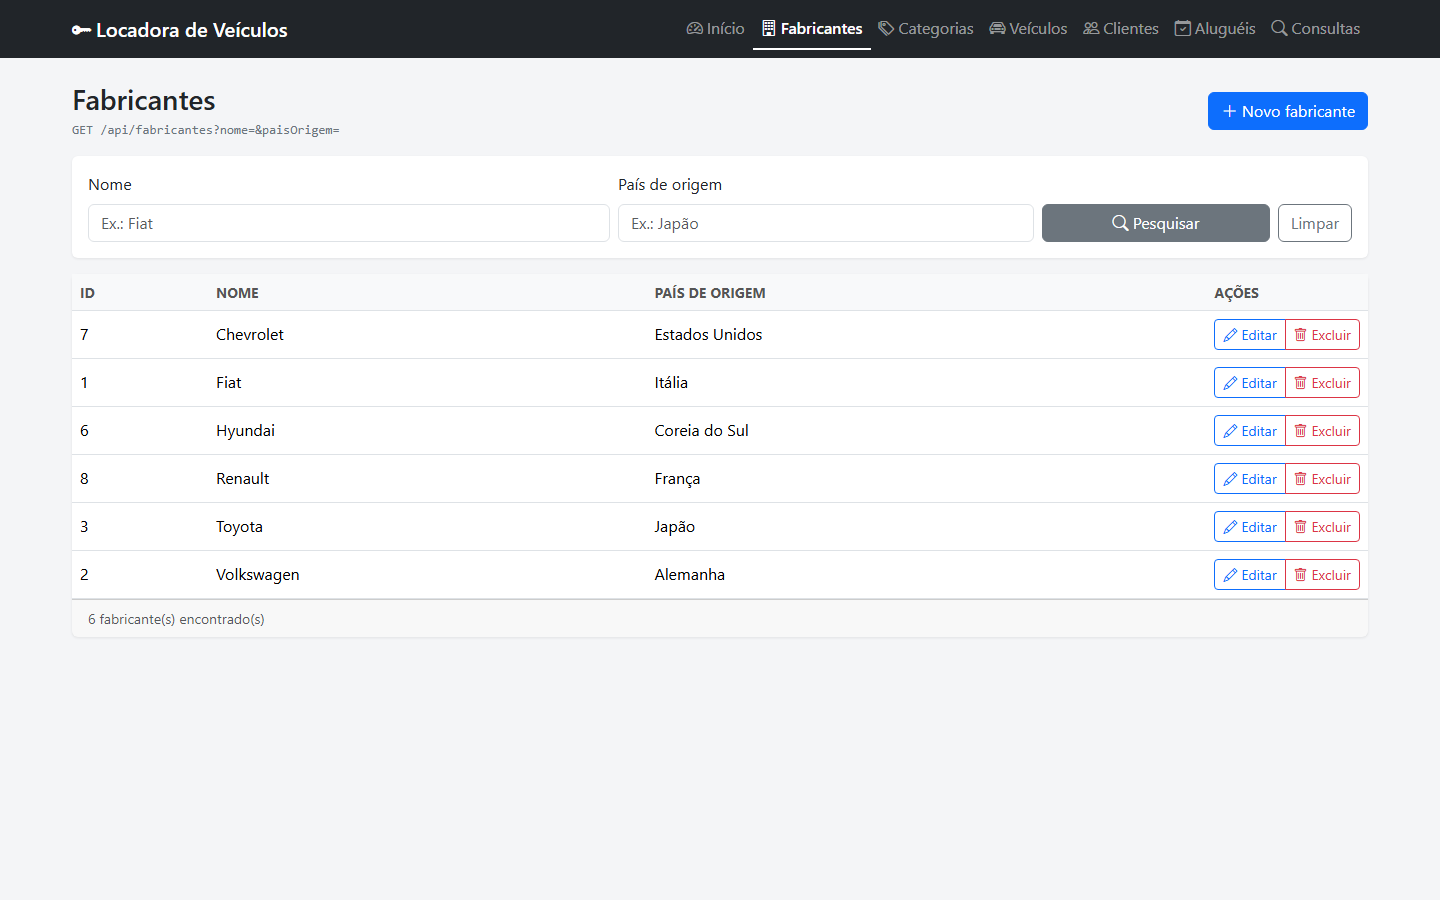 Locadora de Veículos Início Fabricantes Categorias Veículos Clientes Aluguéis Consultas
Fabricantes
GET /api/fabricantes?nome=&paisOrigem=
Novo fabricante
Nome País de origem
Ex.: Fiat Ex.: Japão Pesquisar Limpar
ID NOME PAÍS DE ORIGEM AÇÕES
7 Chevrolet Estados Unidos Editar Excluir
1 Fiat Itália Editar Excluir
6 Hyundai Coreia do Sul Editar Excluir
8 Renault França Editar Excluir
3 Toyota Japão Editar Excluir
2 Volkswagen Alemanha Editar Excluir
6 fabricante(s) encontrado(s)